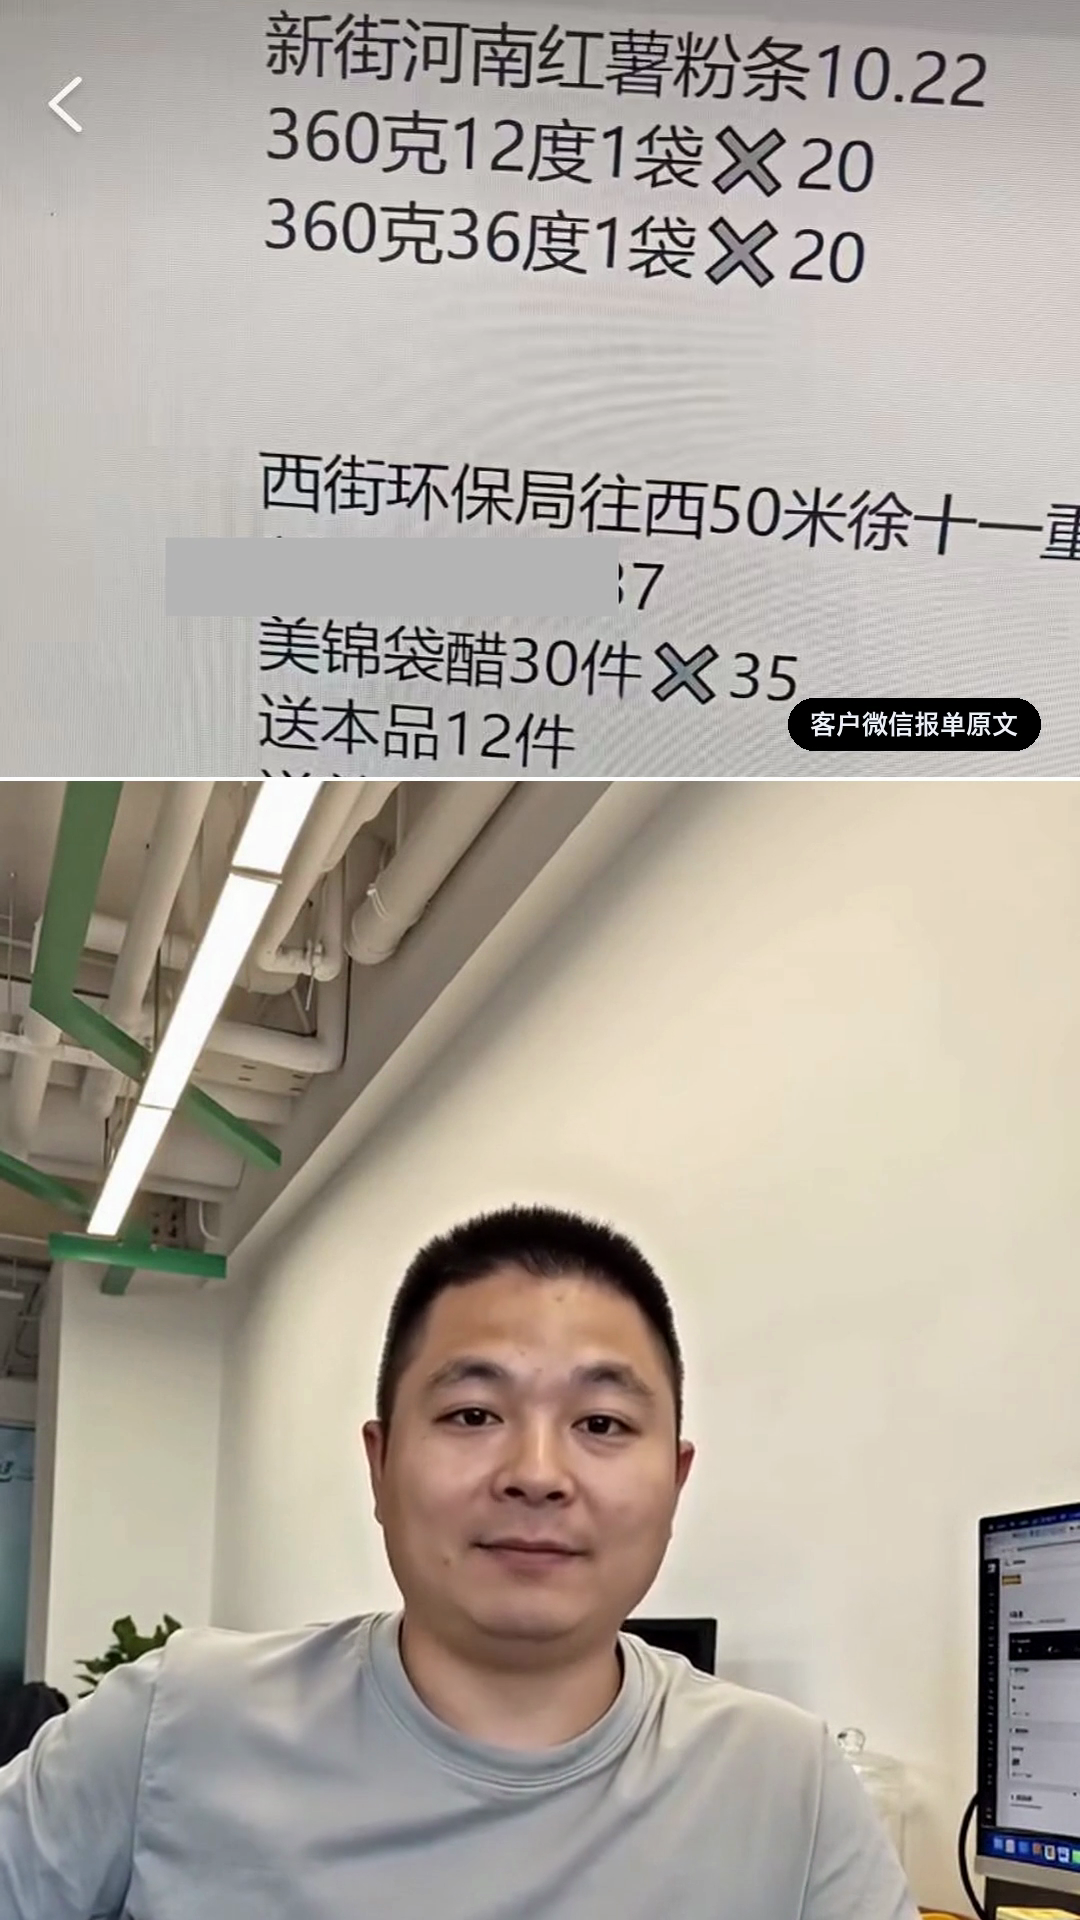 新街河南红薯粉条10.22
360克12度1袋✖20
360克36度1袋✖20
西街环保局往西50米徐十一
37
美锦袋醋30件✖35
送本品12件
客户微信报单原文